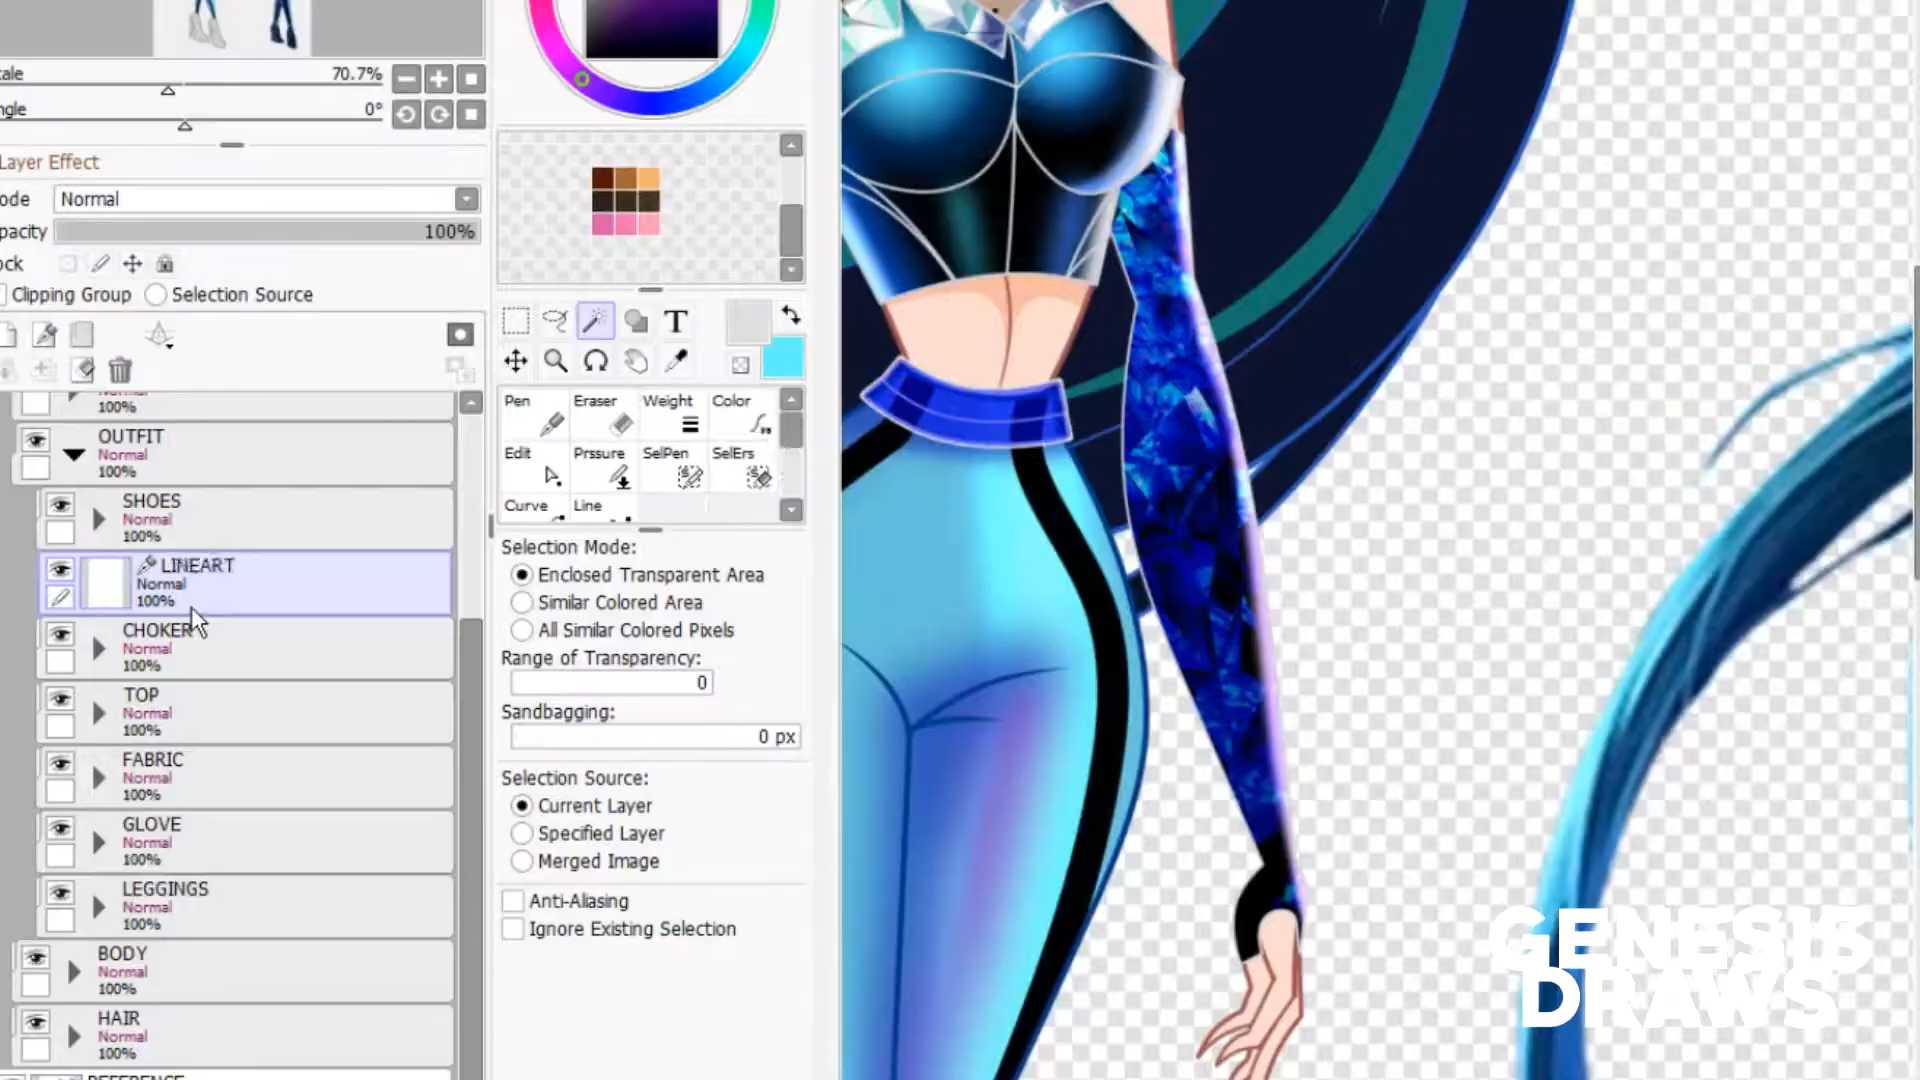 ale 70.7%
ngle 0°
Layer Effect
ode Normal
pacity 100%
ock
Clipping Group Selection Source
100%
OUTFIT
Normal
100%
SHOES
Normal
100%
LINEART
Normal
100%
CHOKER
Normal
100%
TOP
Normal
100%
FABRIC
Normal
100%
GLOVE
Normal
100%
LEGGINGS
Normal
100%
BODY
Normal
100%
HAIR
Normal
100%
T
Pen Eraser Weight Color
Edit Prssure SelPen SelErs
Curve Line
Selection Mode:
Enclosed Transparent Area
Similar Colored Area
All Similar Colored Pixels
Range of Transparency:
0
Sandbagging:
0 px
Selection Source:
Current Layer
Specified Layer
Merged Image
Anti-Aliasing
Ignore Existing Selection
GENESIS
DRAWS